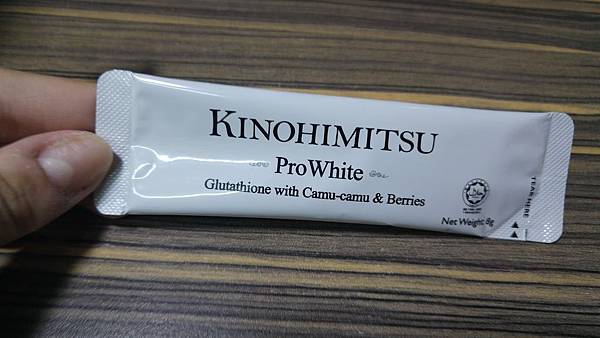 KINOHIMITSU
ProWhite
Glutathione with Camu-camu & Berries
Net Weight: 8g
TEAR HERE